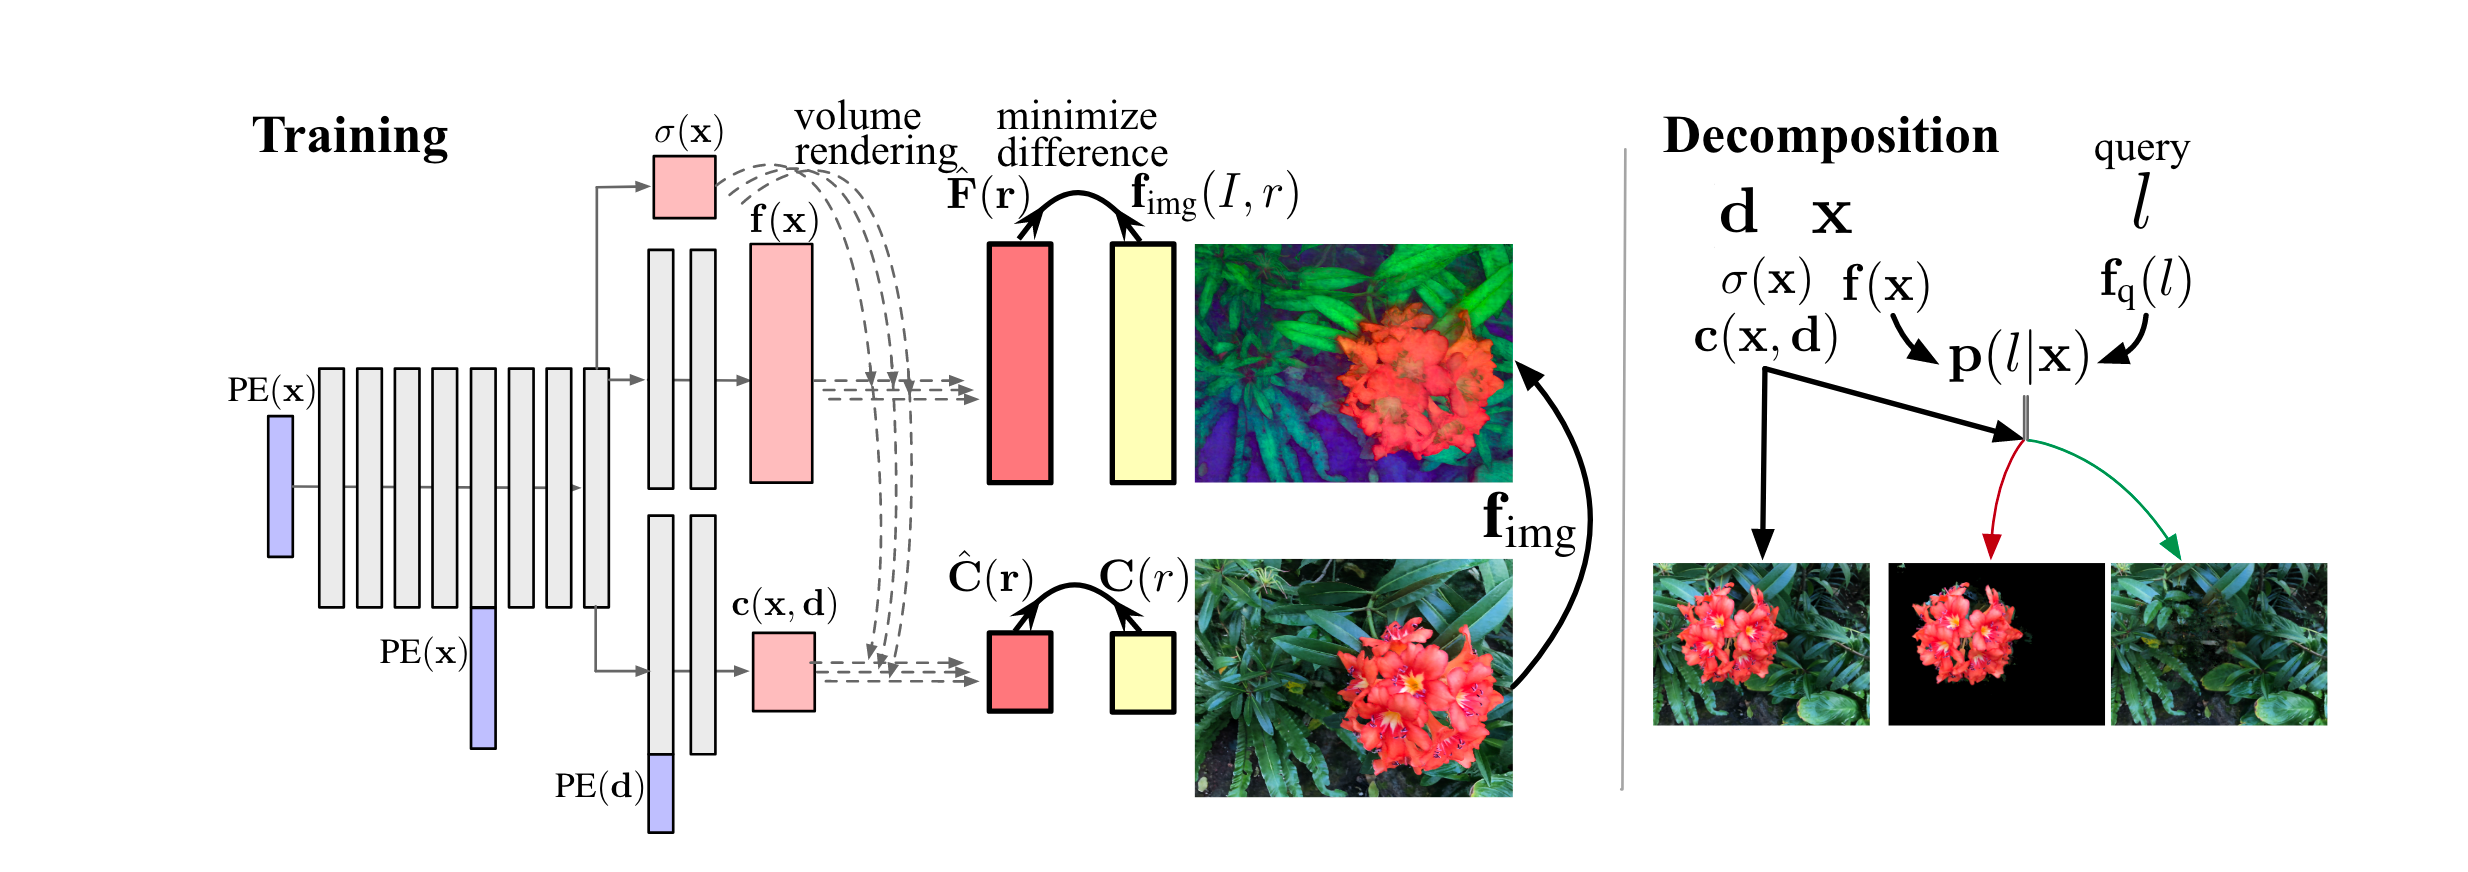 Training
σ(x)
volume
rendering
minimize
difference
F̂(r)
f_img(I, r)
f(x)
PE(x)
PE(x)
PE(d)
c(x, d)
Ĉ(r)
C(r)
f_img
Decomposition
query
d x
l
σ(x) f(x)
f_q(l)
c(x, d)
p(l|x)